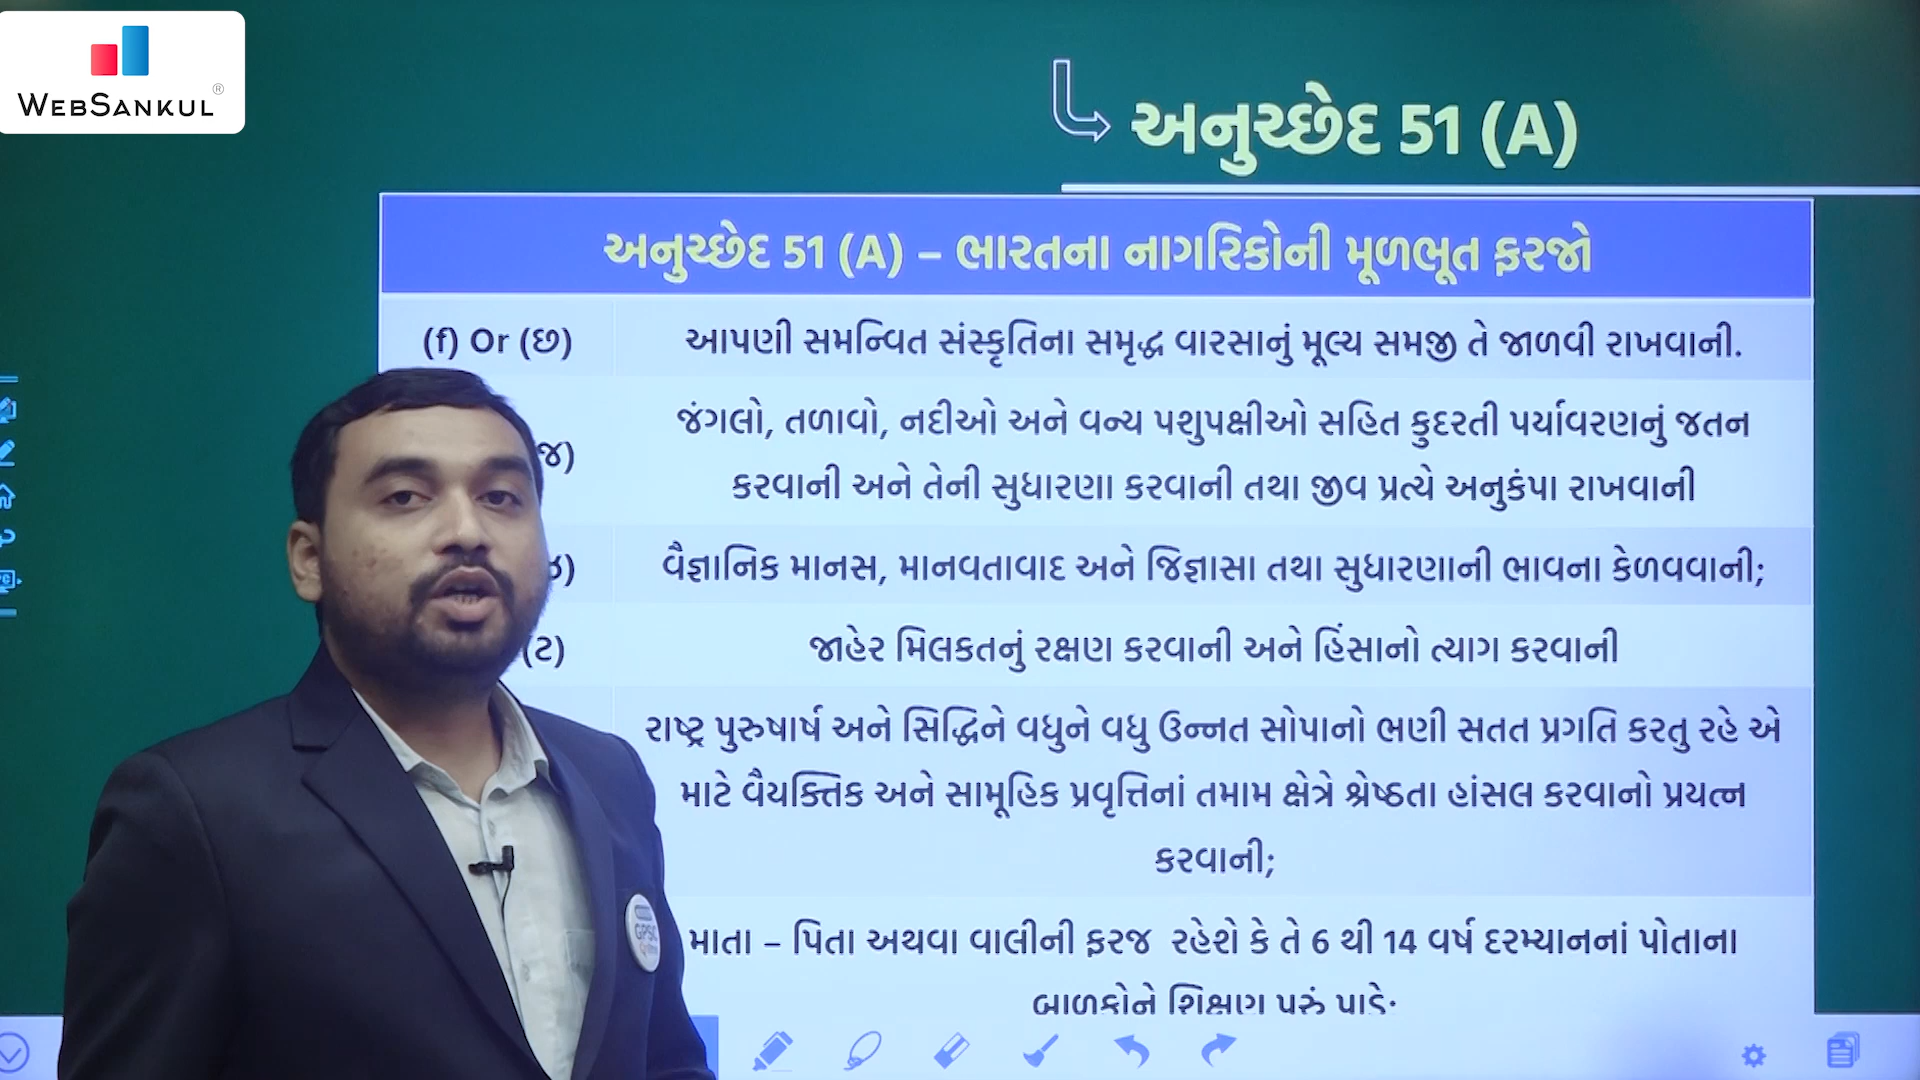 WEBSANKUL®
અનુચ્છેદ 51 (A)
અનુચ્છેદ 51 (A) – ભારતના નાગરિકોની મૂળભૂત ફરજો
(f) Or (છ)
આપણી સમન્વિત સંસ્કૃતિના સમૃદ્ધ વારસાનું મૂલ્ય સમજી તે જાળવી રાખવાની.
જંગલો, તળાવો, નદીઓ અને વન્ય પશુપક્ષીઓ સહિત કુદરતી પર્યાવરણનું જતન
જ)
કરવાની અને તેની સુધારણા કરવાની તથા જીવ પ્રત્યે અનુકંપા રાખવાની
વૈજ્ઞાનિક માનસ, માનવતાવાદ અને જિજ્ઞાસા તથા સુધારણાની ભાવના કેળવવાની;
(ટ)
જાહેર મિલકતનું રક્ષણ કરવાની અને હિંસાનો ત્યાગ કરવાની
રાષ્ટ્ર પુરુષાર્ષ અને સિદ્ધિને વધુને વધુ ઉન્નત સોપાનો ભણી સતત પ્રગતિ કરતુ રહે એ
માટે વૈયક્તિક અને સામૂહિક પ્રવૃત્તિનાં તમામ ક્ષેત્રે શ્રેષ્ઠતા હાંસલ કરવાનો પ્રયત્ન
કરવાની;
માતા – પિતા અથવા વાલીની ફરજ રહેશે કે તે 6 થી 14 વર્ષ દરમ્યાનનાં પોતાના
બાળકોને શિક્ષણ પુરું પાડે;
GPSC